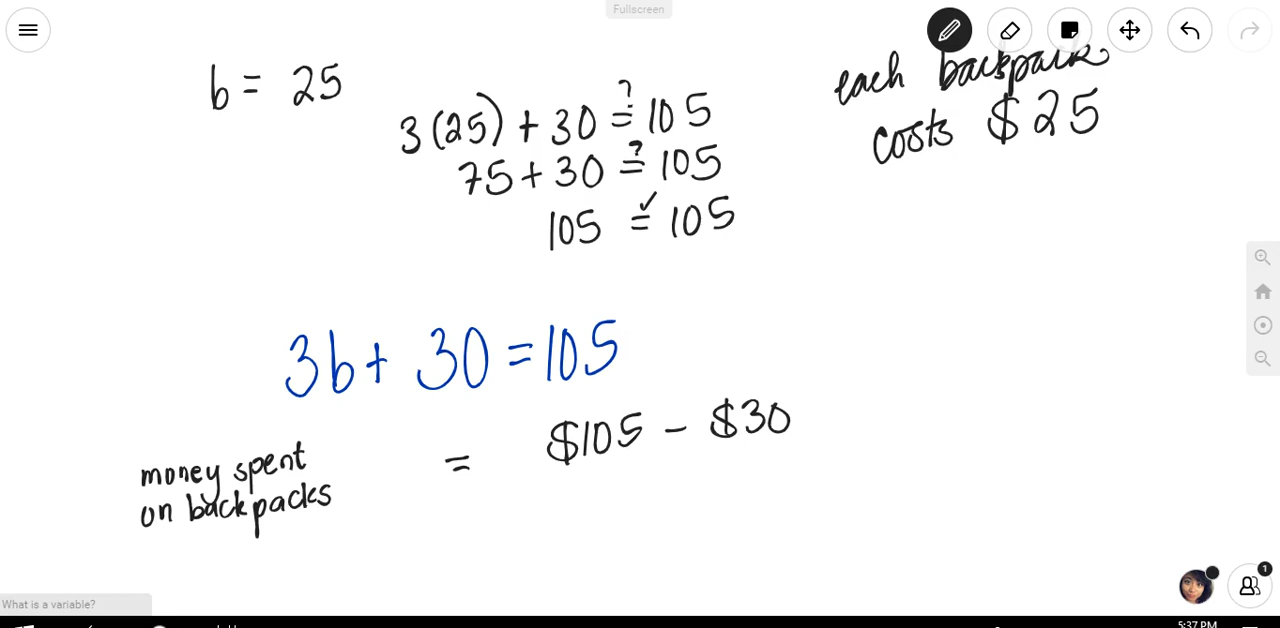 Fullscreen
b = 25
each backpack
costs $25
3(25) + 30 ≟ 105
75 + 30 ≟ 105
105 =✓ 105
3b + 30 = 105
money spent
on backpacks
= $105 - $30
1
What is a variable?
5:37 PM